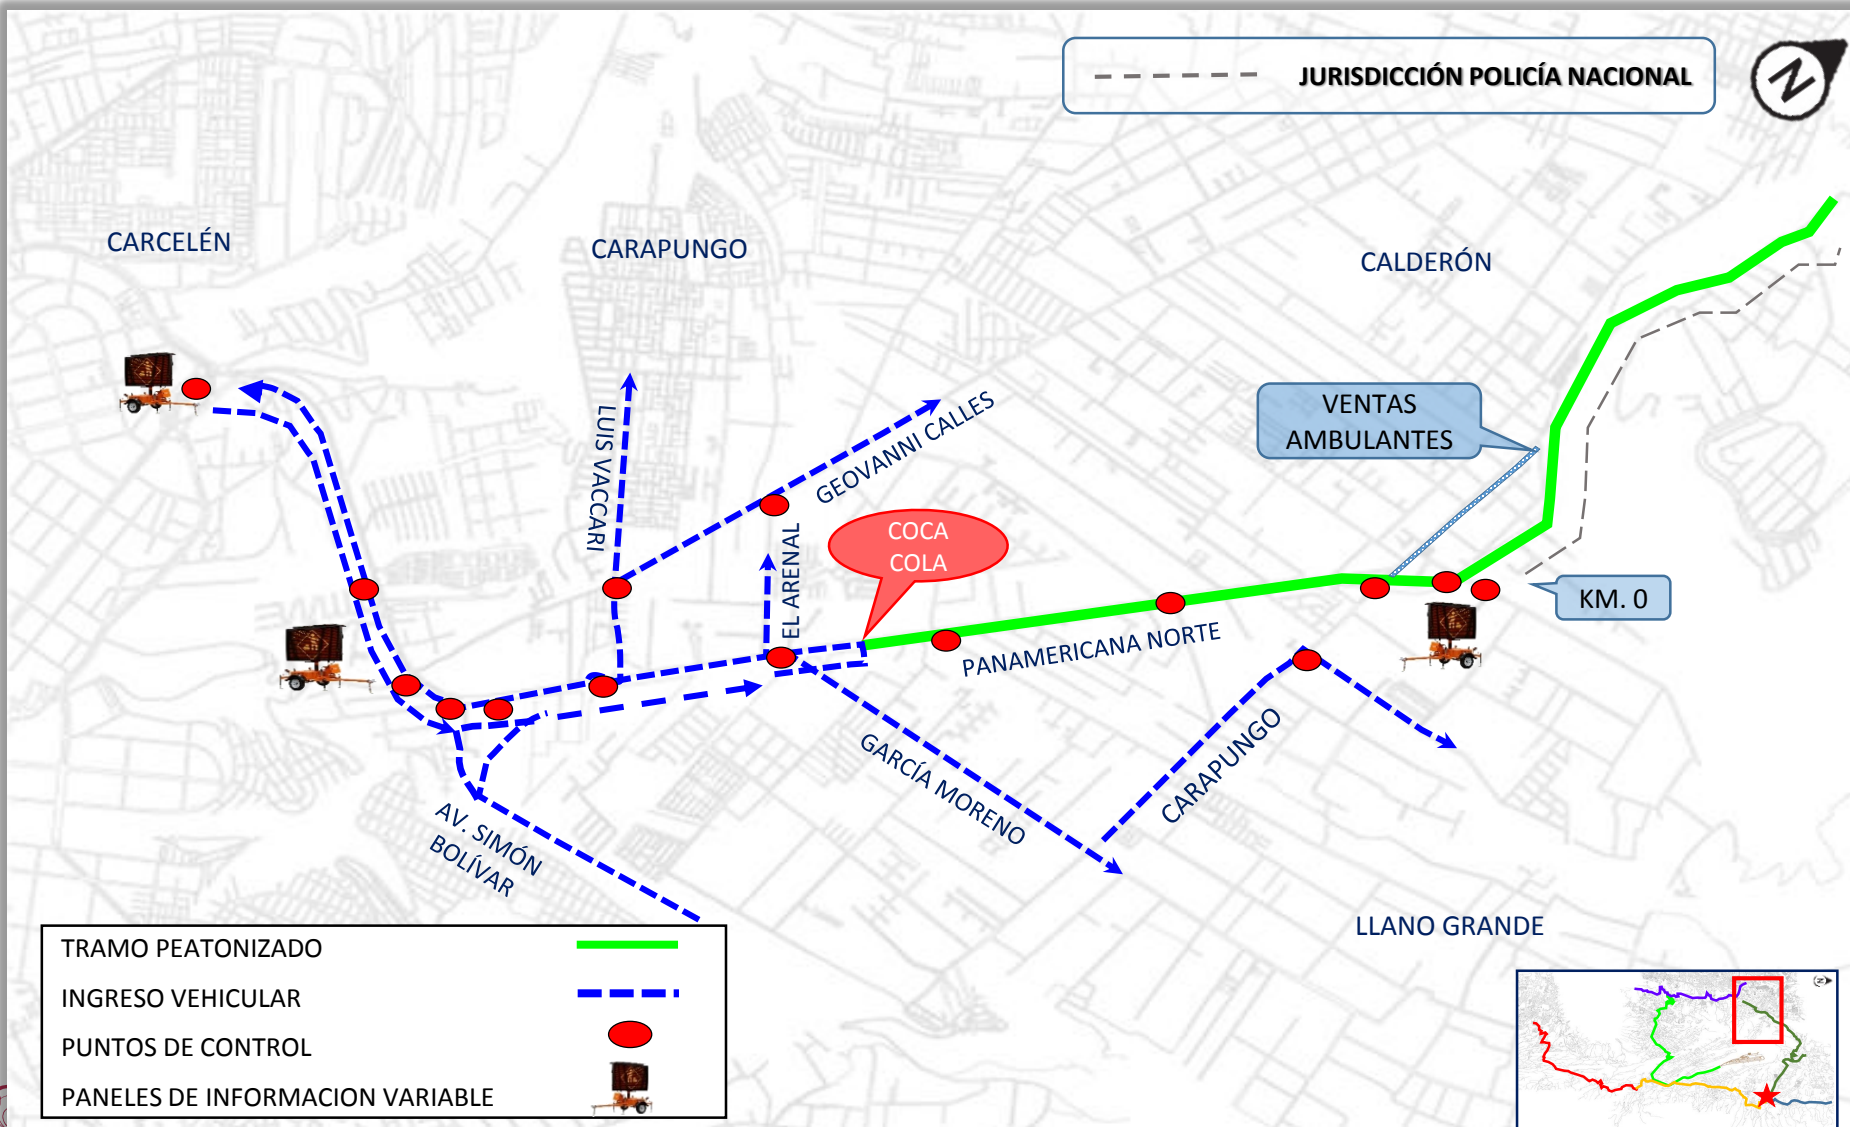 JURISDICCIÓN POLICÍA NACIONAL
N
CARCELÉN
CARAPUNGO
CALDERÓN
VENTAS
AMBULANTES
LUIS VACCARI
GEOVANNI CALLES
COCA
COLA
EL ARENAL
KM. 0
PANAMERICANA NORTE
GARCÍA MORENO
CARAPUNGO
AV. SIMÓN
BOLÍVAR
LLANO GRANDE
TRAMO PEATONIZADO
INGRESO VEHICULAR
PUNTOS DE CONTROL
PANELES DE INFORMACION VARIABLE